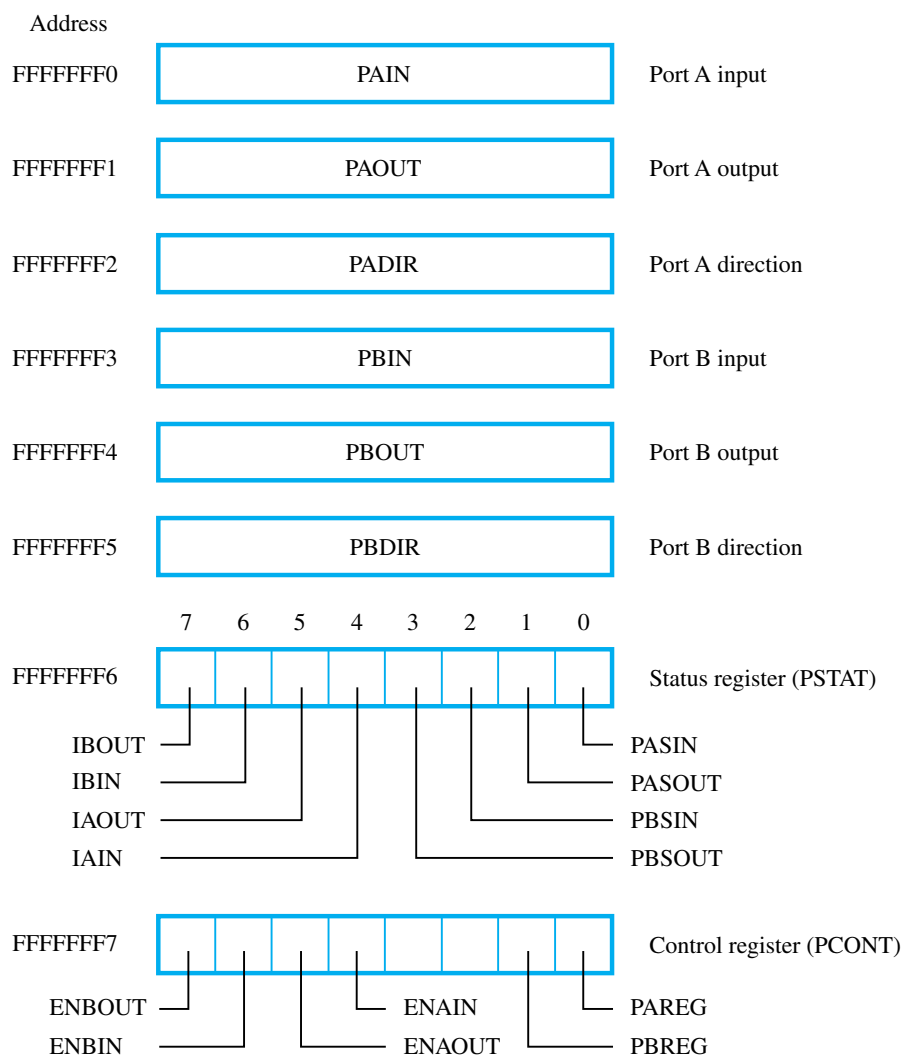 Address
FFFFFFF0 PAIN Port A input
FFFFFFF1 PAOUT Port A output
FFFFFFF2 PADIR Port A direction
FFFFFFF3 PBIN Port B input
FFFFFFF4 PBOUT Port B output
FFFFFFF5 PBDIR Port B direction
7 6 5 4 3 2 1 0
FFFFFFF6 Status register (PSTAT)
IBOUT PASIN
IBIN PASOUT
IAOUT PBSIN
IAIN PBSOUT
FFFFFFF7 Control register (PCONT)
ENBOUT ENAIN PAREG
ENBIN ENAOUT PBREG